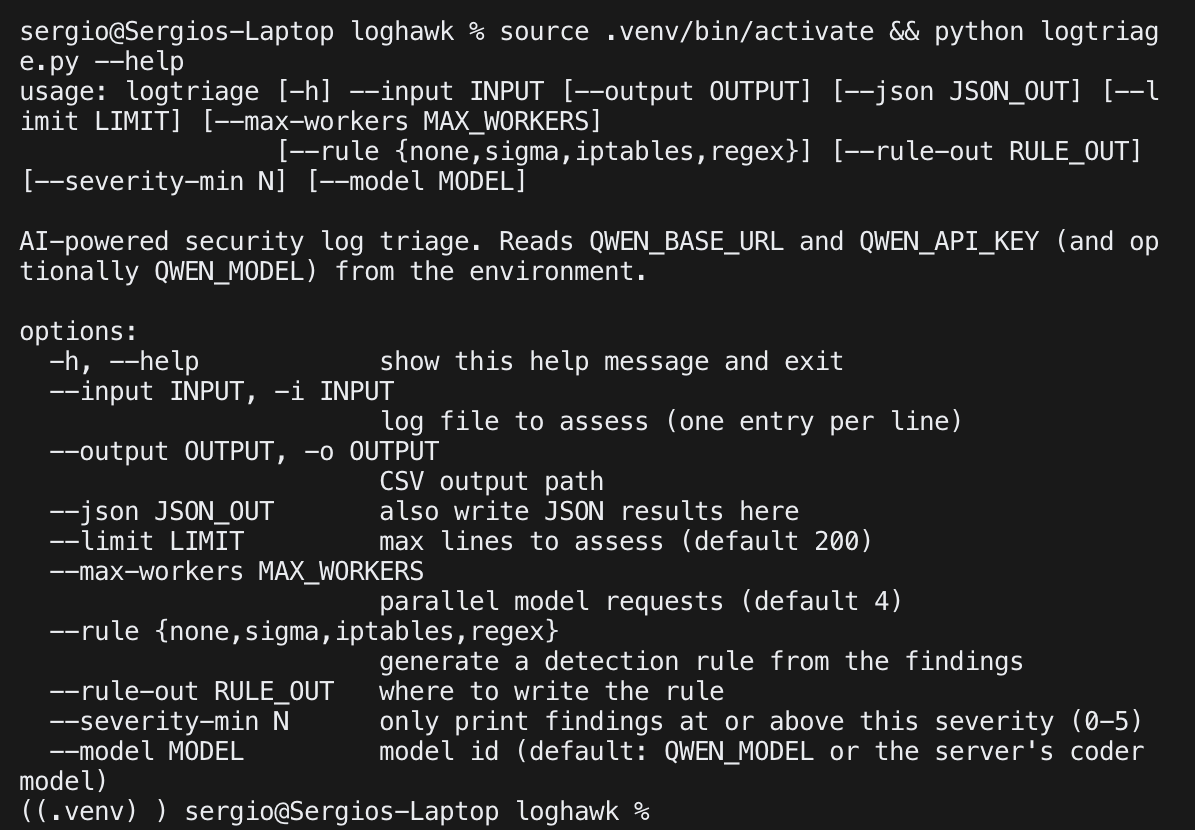 sergio@Sergios-Laptop loghawk % source .venv/bin/activate && python logtriag
e.py --help
usage: logtriage [-h] --input INPUT [--output OUTPUT] [--json JSON_OUT] [--l
imit LIMIT] [--max-workers MAX_WORKERS]
                 [--rule {none,sigma,iptables,regex}] [--rule-out RULE_OUT]
[--severity-min N] [--model MODEL]

AI-powered security log triage. Reads QWEN_BASE_URL and QWEN_API_KEY (and op
tionally QWEN_MODEL) from the environment.

options:
  -h, --help            show this help message and exit
  --input INPUT, -i INPUT
                        log file to assess (one entry per line)
  --output OUTPUT, -o OUTPUT
                        CSV output path
  --json JSON_OUT       also write JSON results here
  --limit LIMIT         max lines to assess (default 200)
  --max-workers MAX_WORKERS
                        parallel model requests (default 4)
  --rule {none,sigma,iptables,regex}
                        generate a detection rule from the findings
  --rule-out RULE_OUT   where to write the rule
  --severity-min N      only print findings at or above this severity (0-5)
  --model MODEL         model id (default: QWEN_MODEL or the server's coder
model)
((.venv) ) sergio@Sergios-Laptop loghawk %